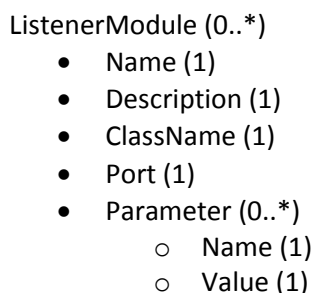 ListenerModule (0..*)
• Name (1)
• Description (1)
• ClassName (1)
• Port (1)
• Parameter (0..*)
o Name (1)
o Value (1)